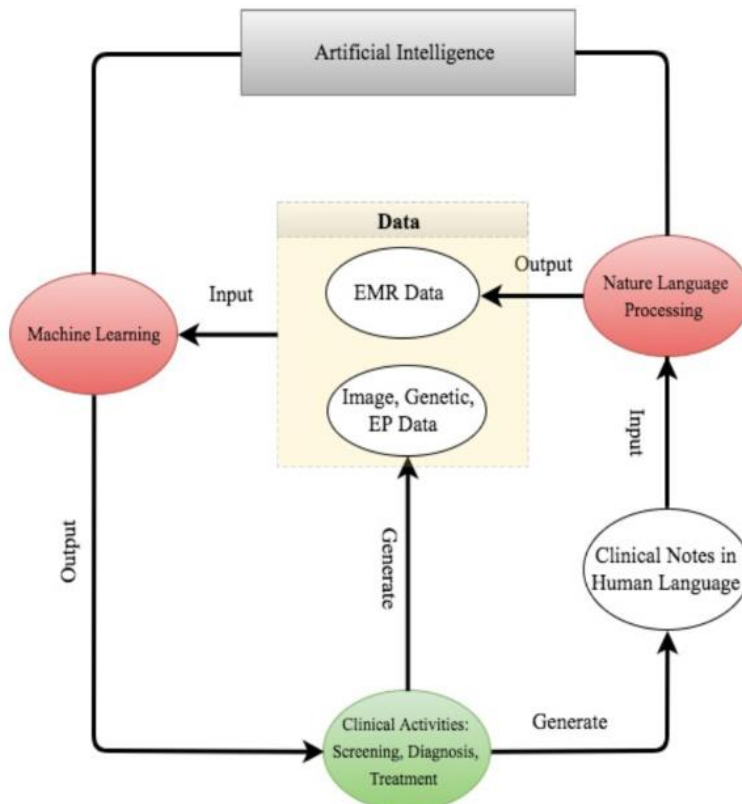 Artificial Intelligence
Data
EMR Data
Output
Nature Language
Processing
Input
Machine Learning
Image, Genetic,
EP Data
Input
Output
Generate
Clinical Notes in
Human Language
Clinical Activities:
Screening, Diagnosis,
Treatment
Generate